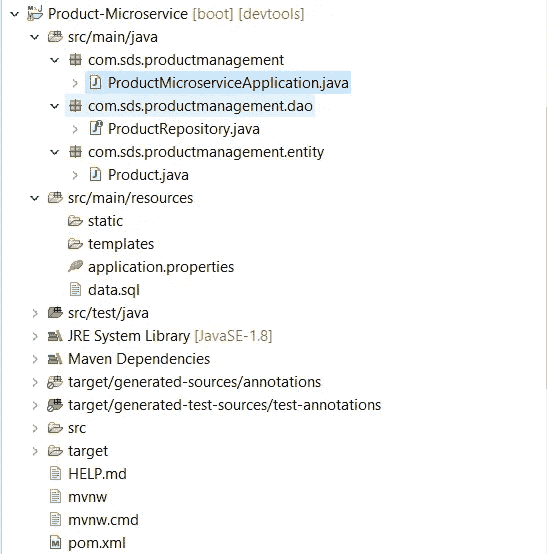 Product-Microservice [boot] [devtools]
src/main/java
com.sds.productmanagement
ProductMicroserviceApplication.java
com.sds.productmanagement.dao
ProductRepository.java
com.sds.productmanagement.entity
Product.java
src/main/resources
static
templates
application.properties
data.sql
src/test/java
JRE System Library [JavaSE-1.8]
Maven Dependencies
target/generated-sources/annotations
target/generated-test-sources/test-annotations
src
target
HELP.md
mvnw
mvnw.cmd
pom.xml